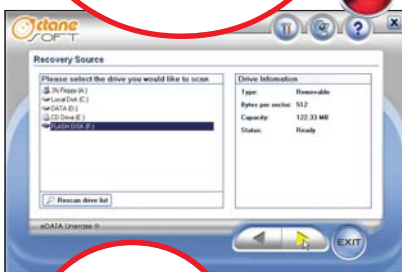 Octane
SOFT
?
X
Recovery Source
Please select the drive you would like to scan
3½ Floppy (A:)
Local Disk (C:)
DATA (D:)
CD Drive (E:)
FLASH DISK (F:)
Rescan drive list
Drive Infomation
Type: Removable
Bytes per sector: 512
Capacity: 122.33 MB
Status: Ready
eDATA Unerase ®
EXIT